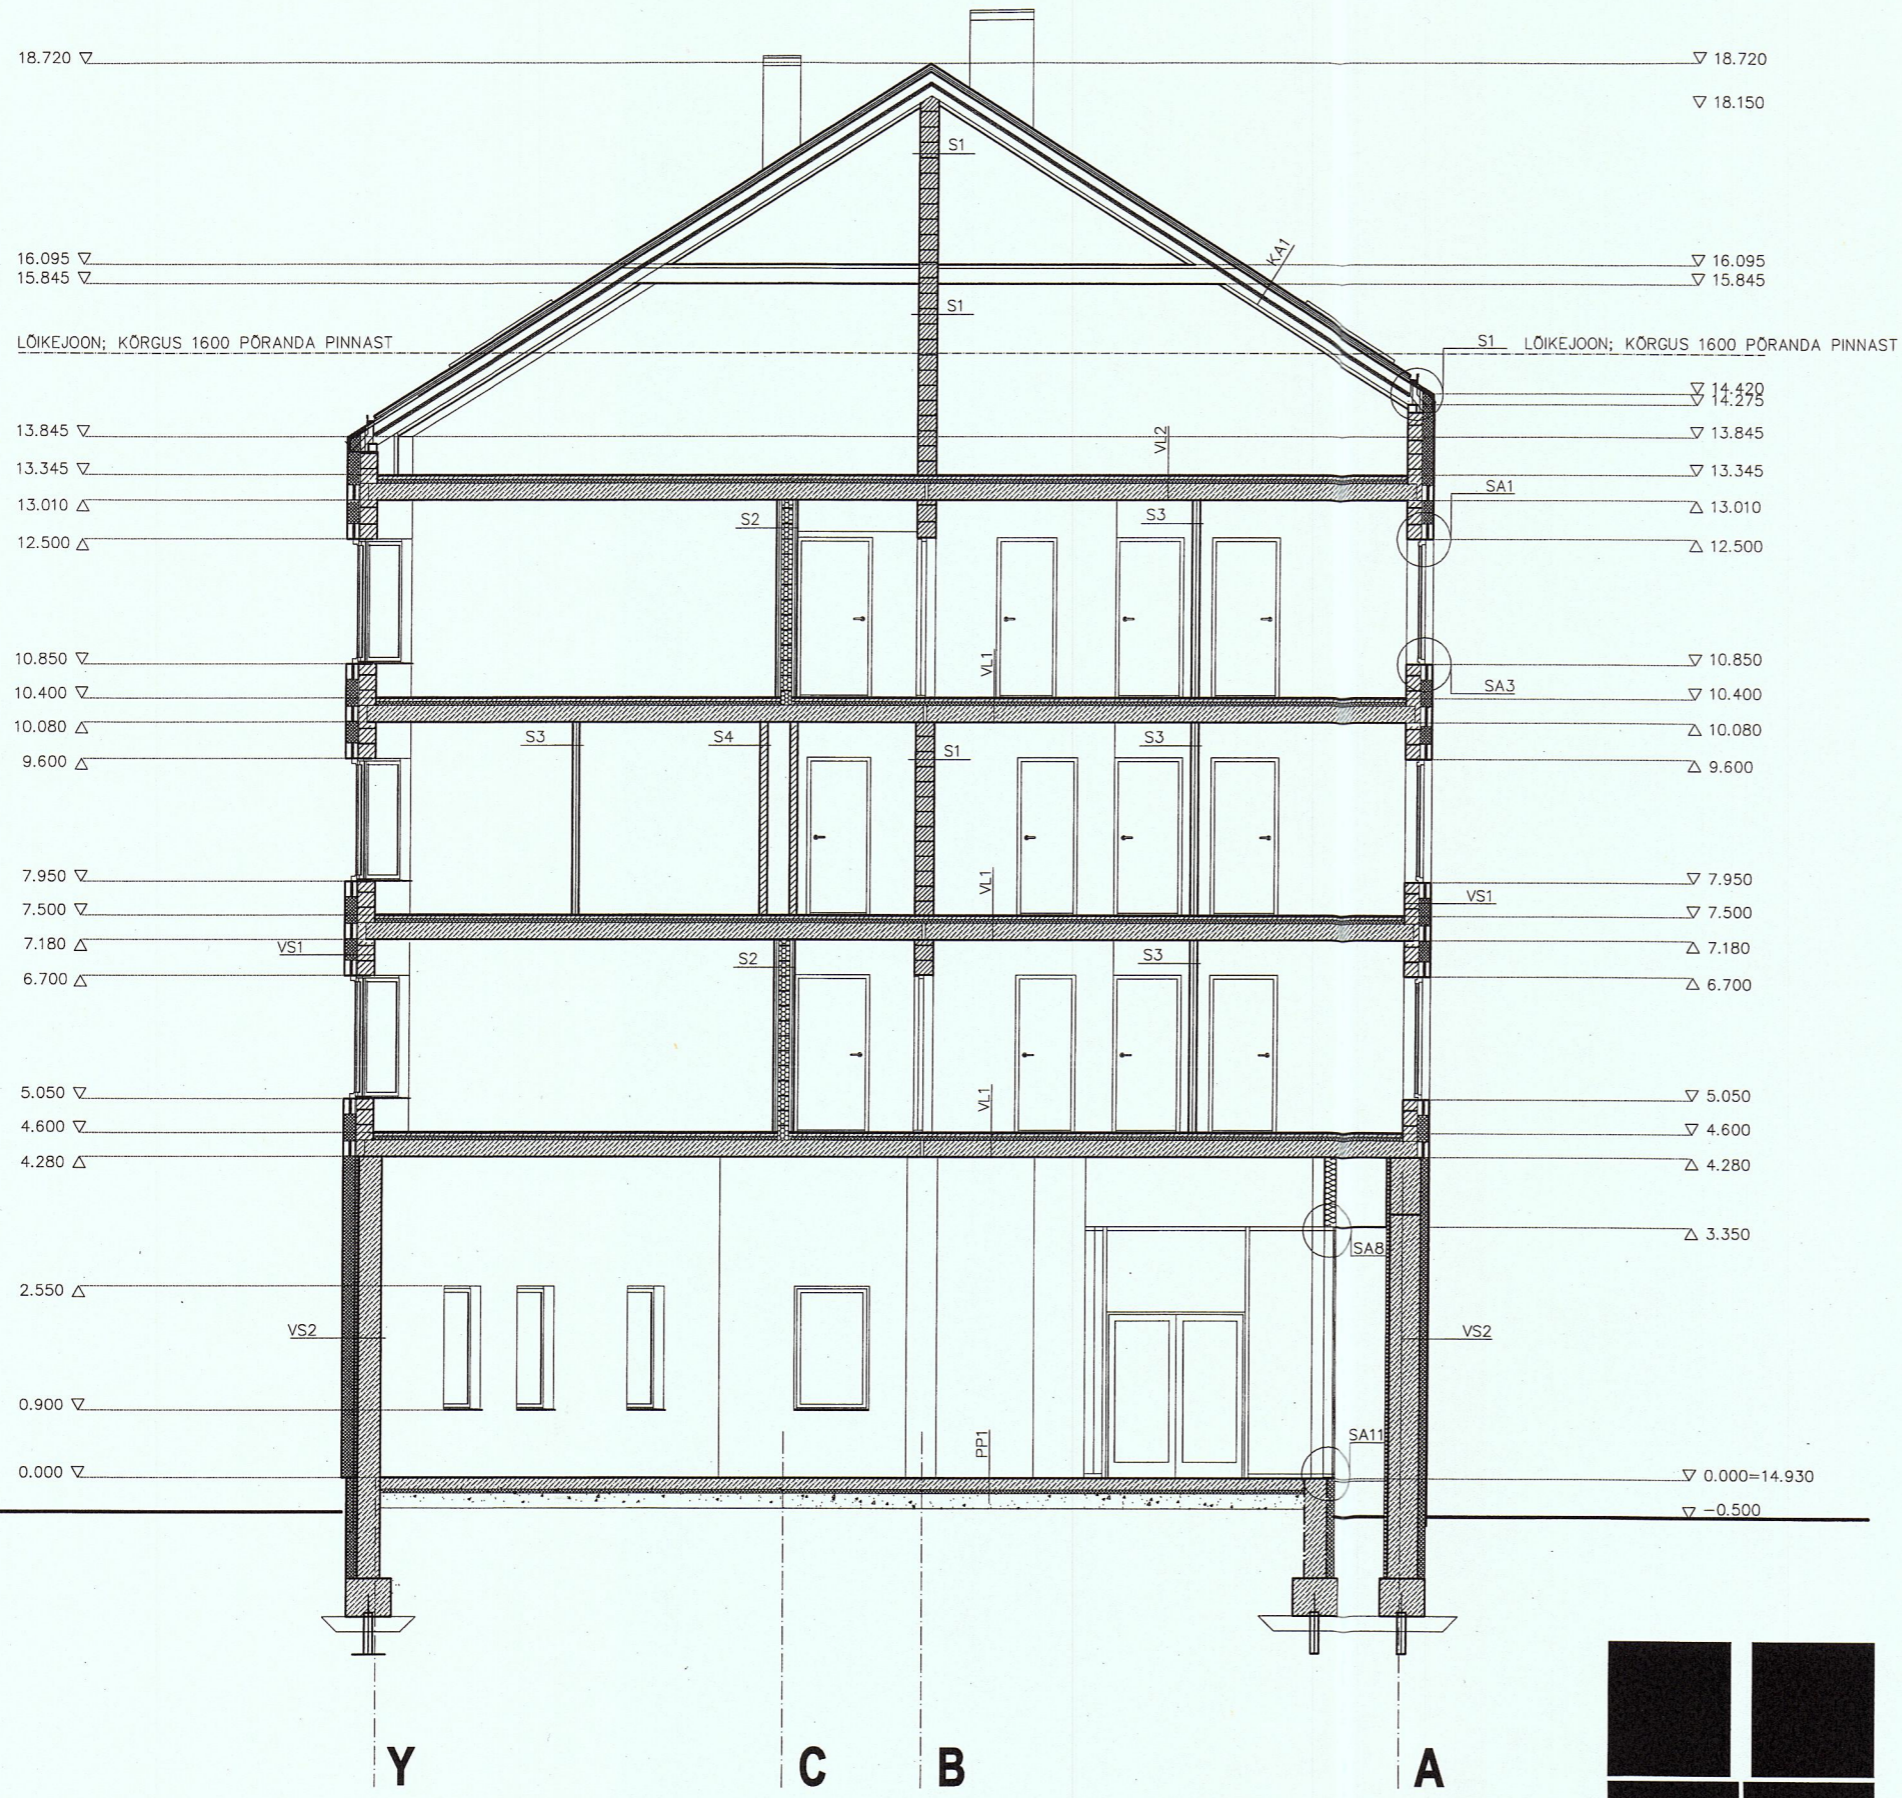 18.720
18.720
18.150
S1
KA1
16.095
16.095
15.845
15.845
S1
LÕIKEJOON; KÕRGUS 1600 PÕRANDA PINNAST
S1
LÕIKEJOON; KÕRGUS 1600 PÕRANDA PINNAST
14.420
14.275
13.845
VL2
13.845
13.345
13.345
SA1
13.010
S2
S3
13.010
12.500
12.500
10.850
VL1
10.850
10.400
SA3
10.400
10.080
S3
S4
S3
10.080
9.600
S1
9.600
7.950
VL1
7.950
VS1
7.500
7.500
VS1
7.180
S2
S3
7.180
6.700
6.700
5.050
VL1
5.050
4.600
4.600
4.280
4.280
3.350
SA8
2.550
VS2
VS2
0.900
PP1
SA11
0.000
0.000=14.930
-0.500
Y
C
B
A